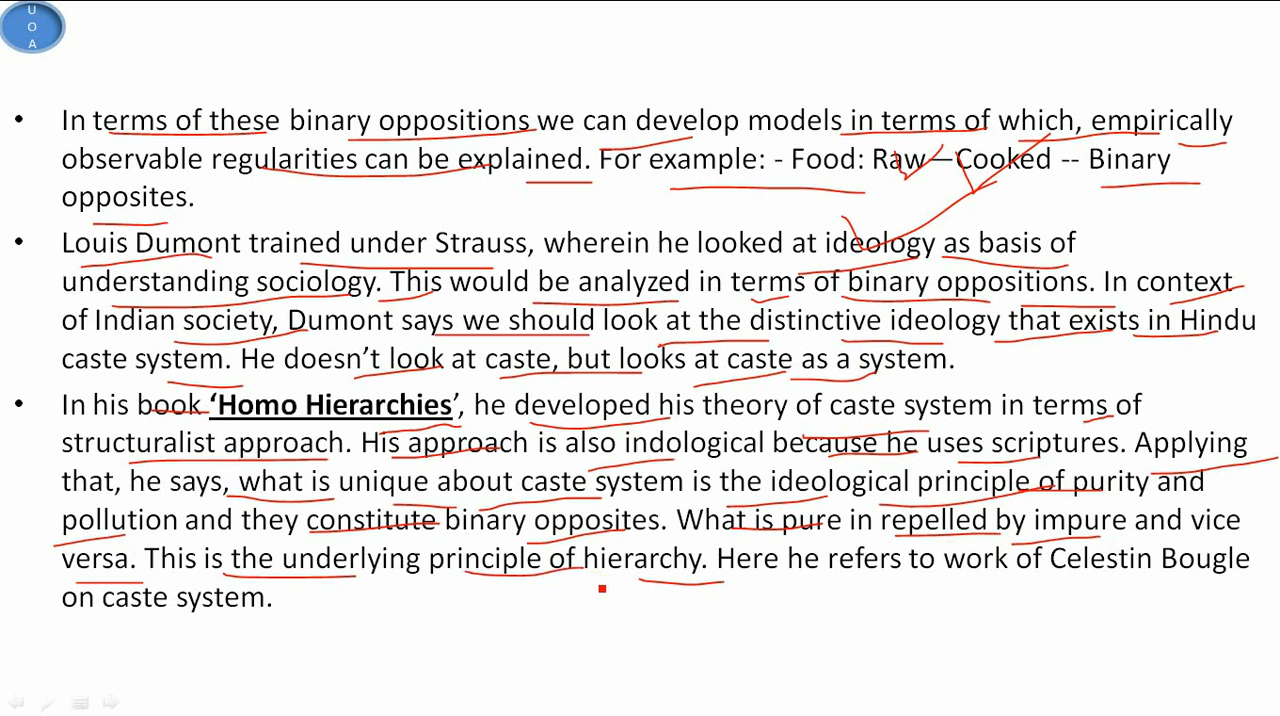 U
O
A
• In terms of these binary oppositions we can develop models in terms of which, empirically
observable regularities can be explained. For example: - Food: Raw—Cooked -- Binary
opposites.
• Louis Dumont trained under Strauss, wherein he looked at ideology as basis of
understanding sociology. This would be analyzed in terms of binary oppositions. In context
of Indian society, Dumont says we should look at the distinctive ideology that exists in Hindu
caste system. He doesn’t look at caste, but looks at caste as a system.
• In his book ‘Homo Hierarchies’, he developed his theory of caste system in terms of
structuralist approach. His approach is also indological because he uses scriptures. Applying
that, he says, what is unique about caste system is the ideological principle of purity and
pollution and they constitute binary opposites. What is pure in repelled by impure and vice
versa. This is the underlying principle of hierarchy. Here he refers to work of Celestin Bougle
on caste system.